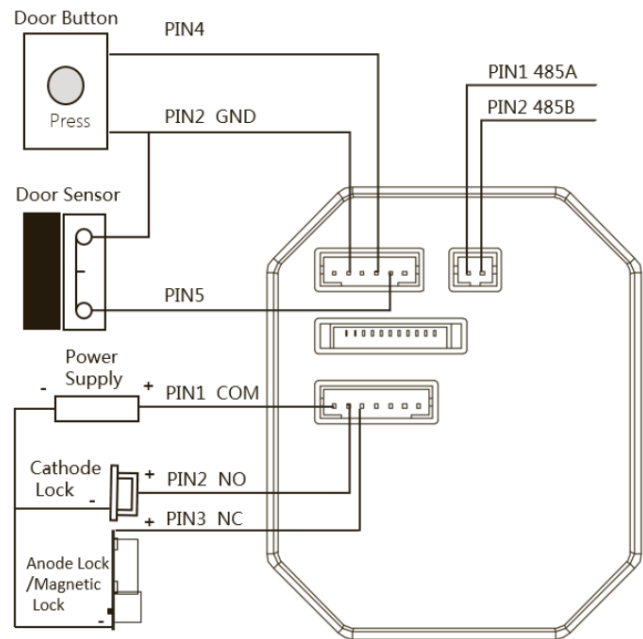 Door Button
PIN4
Press
PIN2 GND
PIN1 485A
PIN2 485B
Door Sensor
PIN5
Power
Supply
- +
PIN1 COM
Cathode
Lock
+
-
PIN2 NO
+
PIN3 NC
Anode Lock
/Magnetic
Lock
-